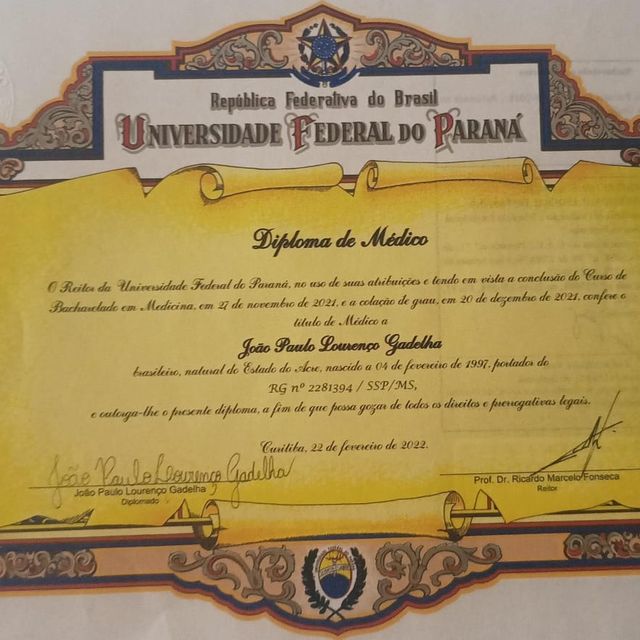 República Federativa do Brasil
UNIVERSIDADE FEDERAL DO PARANÁ
Diploma de Médico
O Reitor da Universidade Federal do Paraná, no uso de suas atribuições e tendo em vista a conclusão do Curso de
Bacharelado em Medicina, em 27 de novembro de 2021, e a colação de grau, em 20 de dezembro de 2021, confere o
título de Médico a
João Paulo Lourenço Gadelha
brasileiro, natural do Estado do Acre, nascido a 04 de fevereiro de 1997, portador do
RG nº 2281394 / SSP/MS,
e outorga-lhe o presente diploma, a fim de que possa gozar de todos os direitos e prerrogativas legais.
Curitiba, 22 de fevereiro de 2022.
João Paulo Lourenço Gadelha
João Paulo Lourenço Gadelha
Diplomado
Prof. Dr. Ricardo Marcelo Fonseca
Reitor